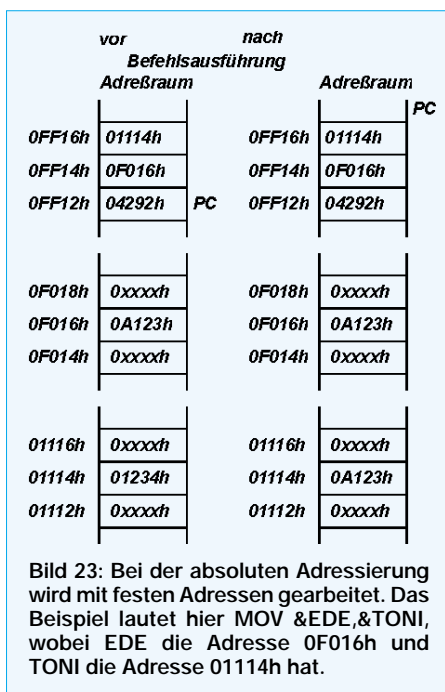 vor nach
Befehlsausführung
Adreßraum Adreßraum
PC
0FF16h 01114h 0FF16h 01114h
0FF14h 0F016h 0FF14h 0F016h
0FF12h 04292h PC 0FF12h 04292h
0F018h 0xxxxh 0F018h 0xxxxh
0F016h 0A123h 0F016h 0A123h
0F014h 0xxxxh 0F014h 0xxxxh
01116h 0xxxxh 01116h 0xxxxh
01114h 01234h 01114h 0A123h
01112h 0xxxxh 01112h 0xxxxh
Bild 23: Bei der absoluten Adressierung
wird mit festen Adressen gearbeitet. Das
Beispiel lautet hier MOV &EDE,&TONI,
wobei EDE die Adresse 0F016h und
TONI die Adresse 01114h hat.